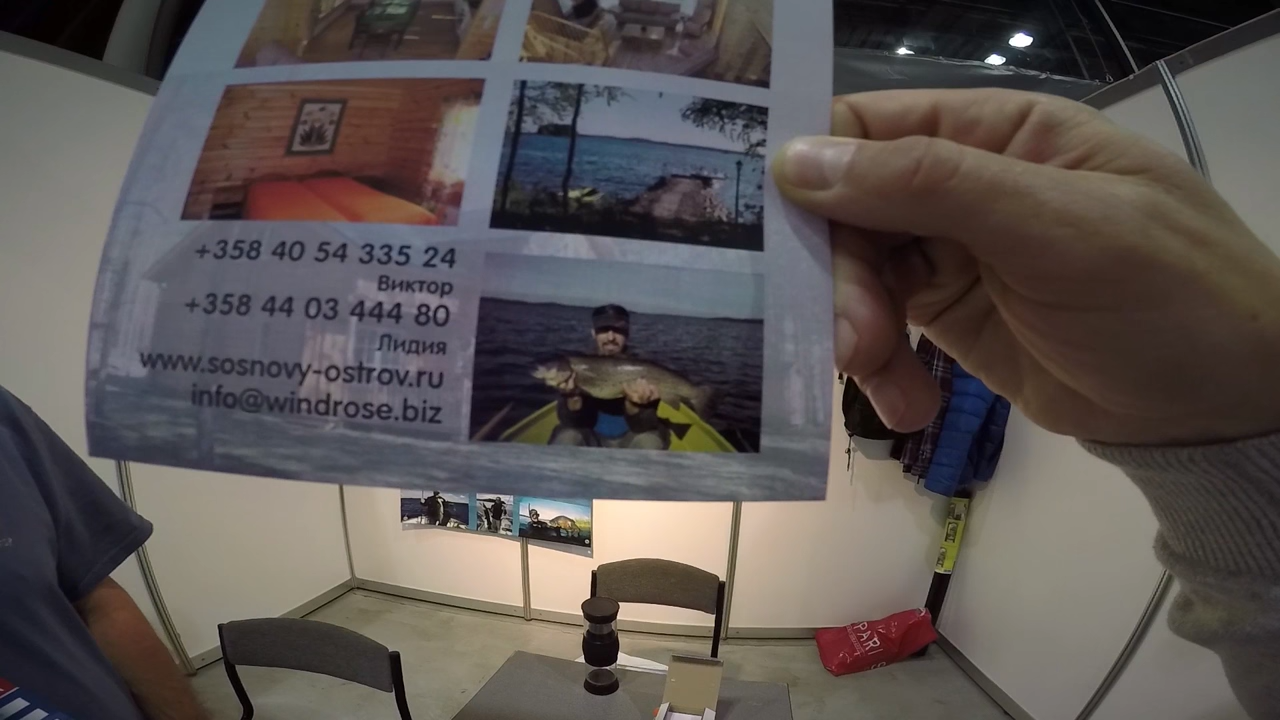 +358 40 54 335 24
Виктор
+358 44 03 444 80
Лидия
www.sosnovy-ostrov.ru
info@windrose.biz